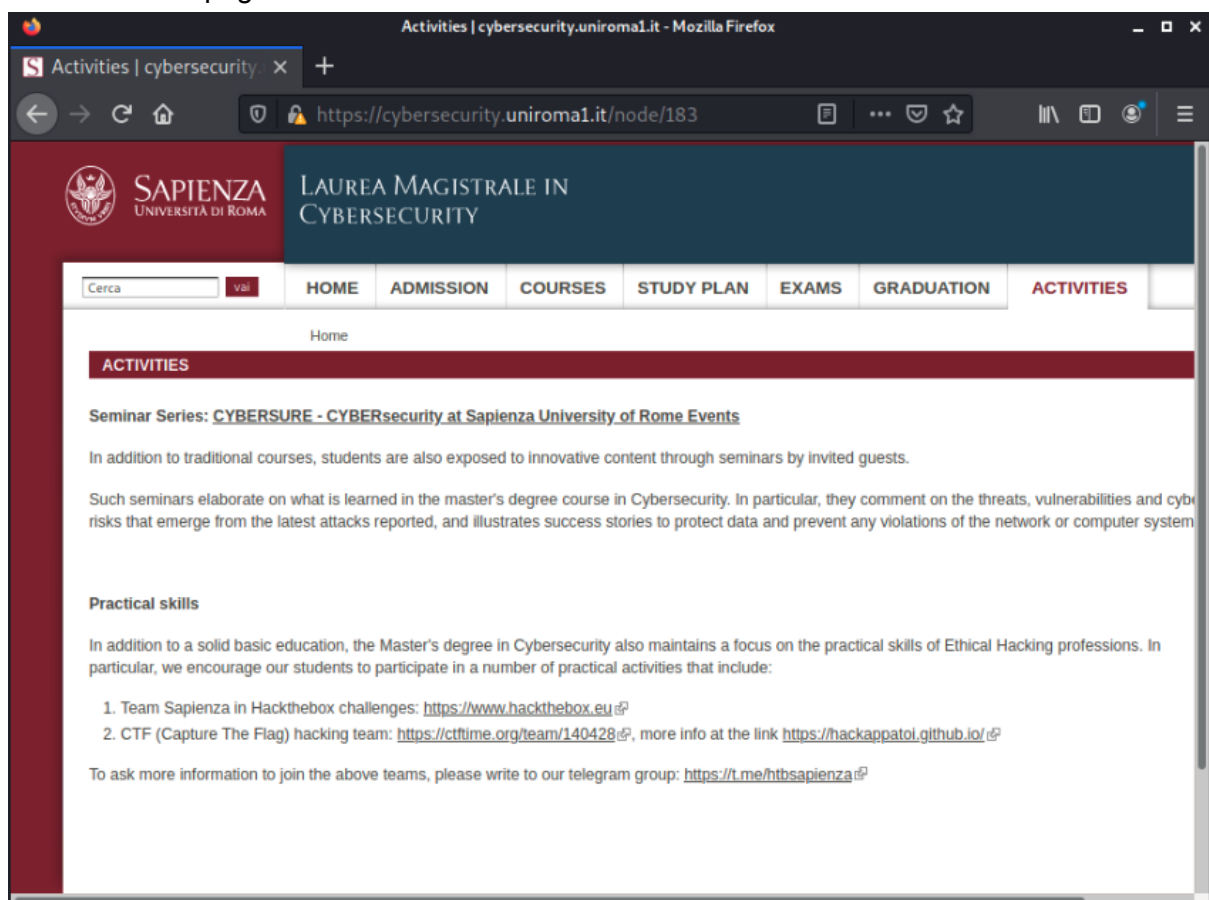 Activities | cybersecurity.uniroma1.it - Mozilla Firefox
Activities | cybersecurity.
https://cybersecurity.uniroma1.it/node/183
SAPIENZA
UNIVERSITÀ DI ROMA
LAUREA MAGISTRALE IN
CYBERSECURITY
Cerca
vai
HOME ADMISSION COURSES STUDY PLAN EXAMS GRADUATION ACTIVITIES
Home
ACTIVITIES
Seminar Series: CYBERSURE - CYBERsecurity at Sapienza University of Rome Events
In addition to traditional courses, students are also exposed to innovative content through seminars by invited guests.
Such seminars elaborate on what is learned in the master's degree course in Cybersecurity. In particular, they comment on the threats, vulnerabilities and cybe
risks that emerge from the latest attacks reported, and illustrates success stories to protect data and prevent any violations of the network or computer system
Practical skills
In addition to a solid basic education, the Master's degree in Cybersecurity also maintains a focus on the practical skills of Ethical Hacking professions. In
particular, we encourage our students to participate in a number of practical activities that include:
1. Team Sapienza in Hackthebox challenges: https://www.hackthebox.eu
2. CTF (Capture The Flag) hacking team: https://ctftime.org/team/140428, more info at the link https://hackappatoi.github.io/
To ask more information to join the above teams, please write to our telegram group: https://t.me/htbsapienza